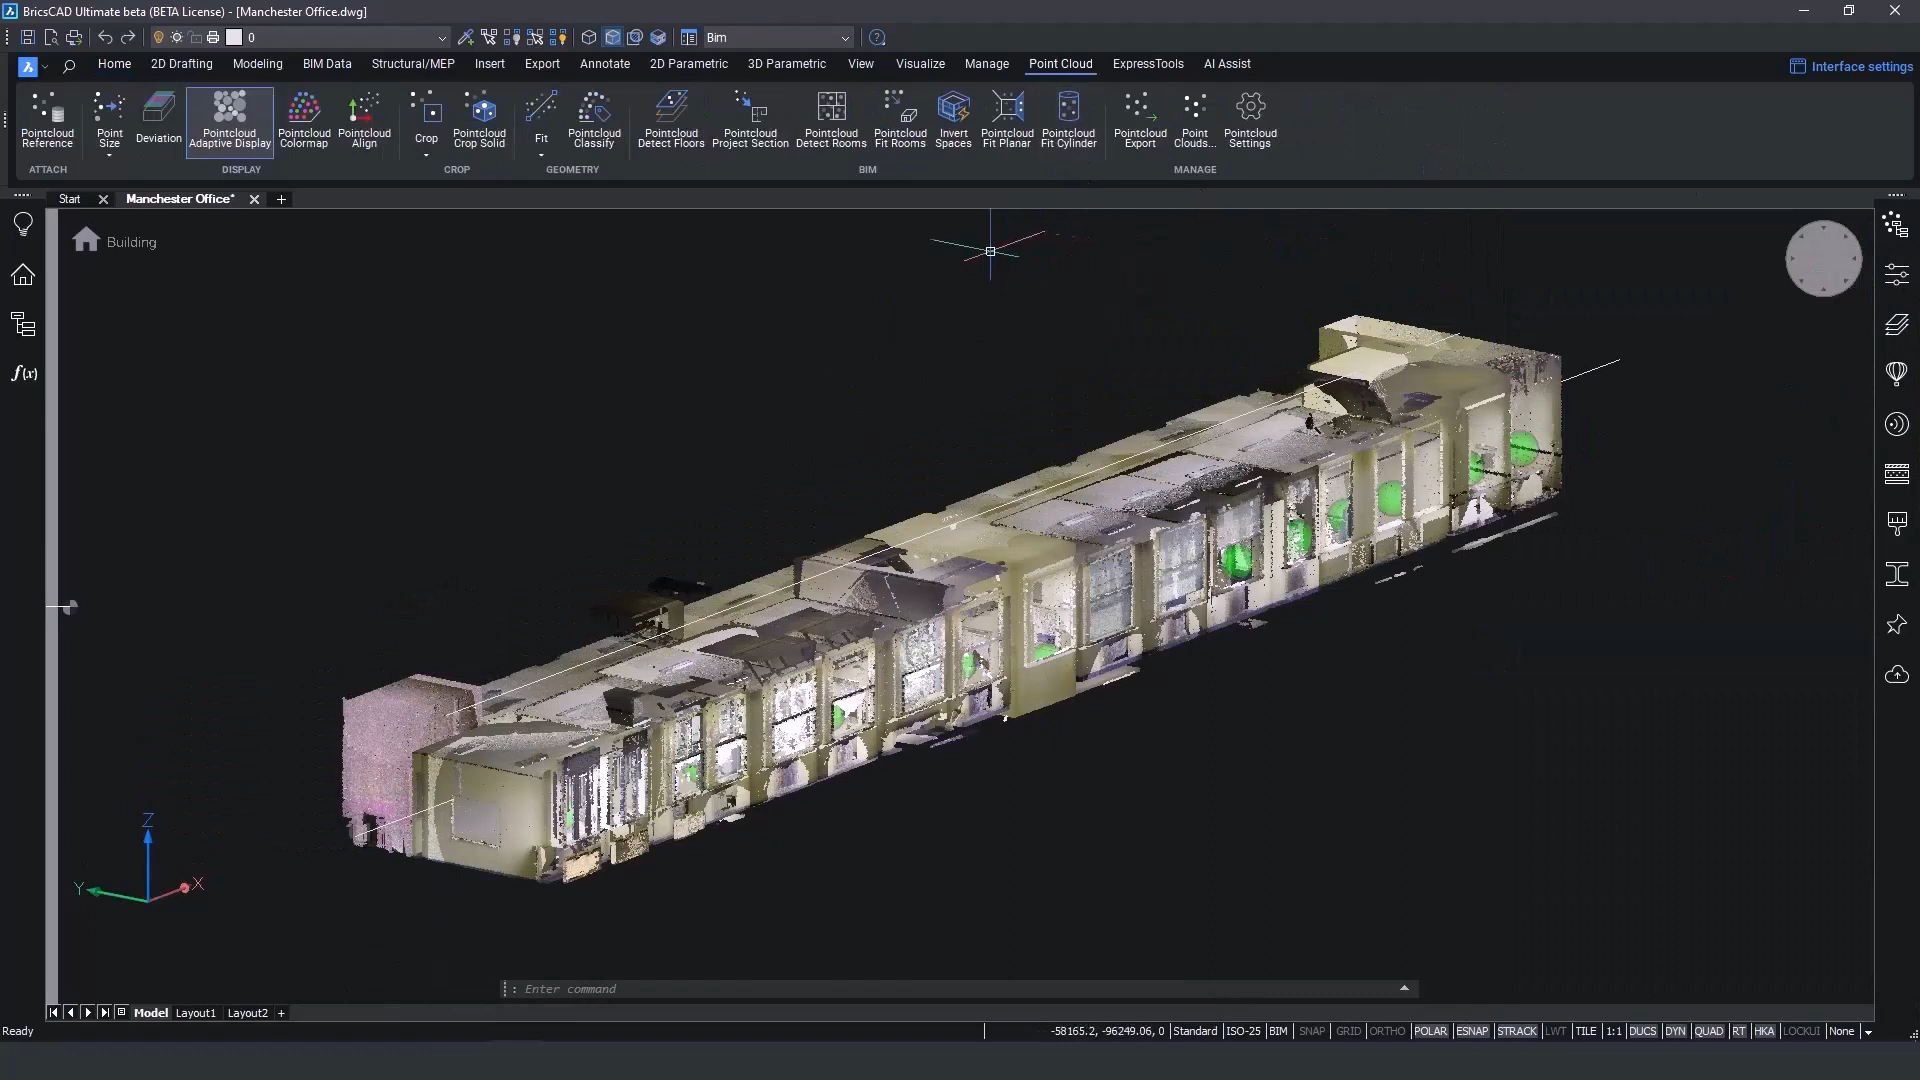 BricsCAD Ultimate beta (BETA License) - [Manchester Office.dwg]
0
Bim
Home 2D Drafting Modeling BIM Data Structural/MEP Insert Export Annotate 2D Parametric 3D Parametric View Visualize Manage Point Cloud ExpressTools AI Assist
Interface settings
Pointcloud Reference
Point Size
Deviation
Pointcloud Adaptive Display
Pointcloud Colormap
Pointcloud Align
Crop
Pointcloud Crop Solid
Fit
Pointcloud Classify
Pointcloud Detect Floors
Pointcloud Project Section
Pointcloud Detect Rooms
Pointcloud Fit Rooms
Invert Spaces
Pointcloud Fit Planar
Pointcloud Fit Cylinder
Pointcloud Export
Point Clouds...
Pointcloud Settings
ATTACH DISPLAY CROP GEOMETRY BIM MANAGE
Start Manchester Office*
Building
f(x)
Z
Y
X
: Enter command
Model Layout1 Layout2 +
Ready
-58165.2, -96249.06, 0 Standard ISO-25 BIM SNAP GRID ORTHO POLAR ESNAP STRACK LWT TILE 1:1 DUCS DYN QUAD RT HKA LOCKUI None